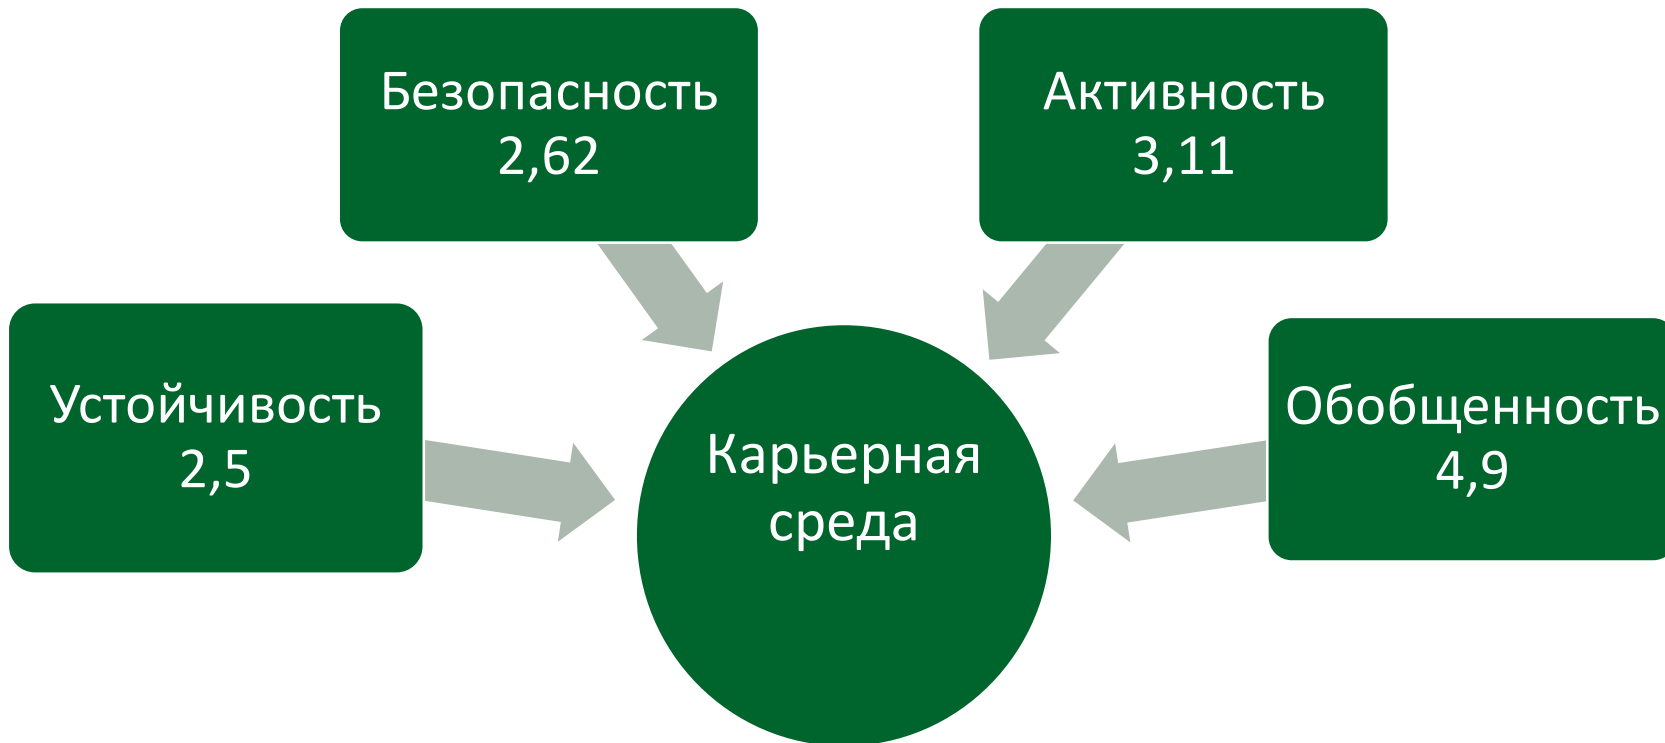 Безопасность
2,62
Активность
3,11
Устойчивость
2,5
Карьерная
среда
Обобщенность
4,9